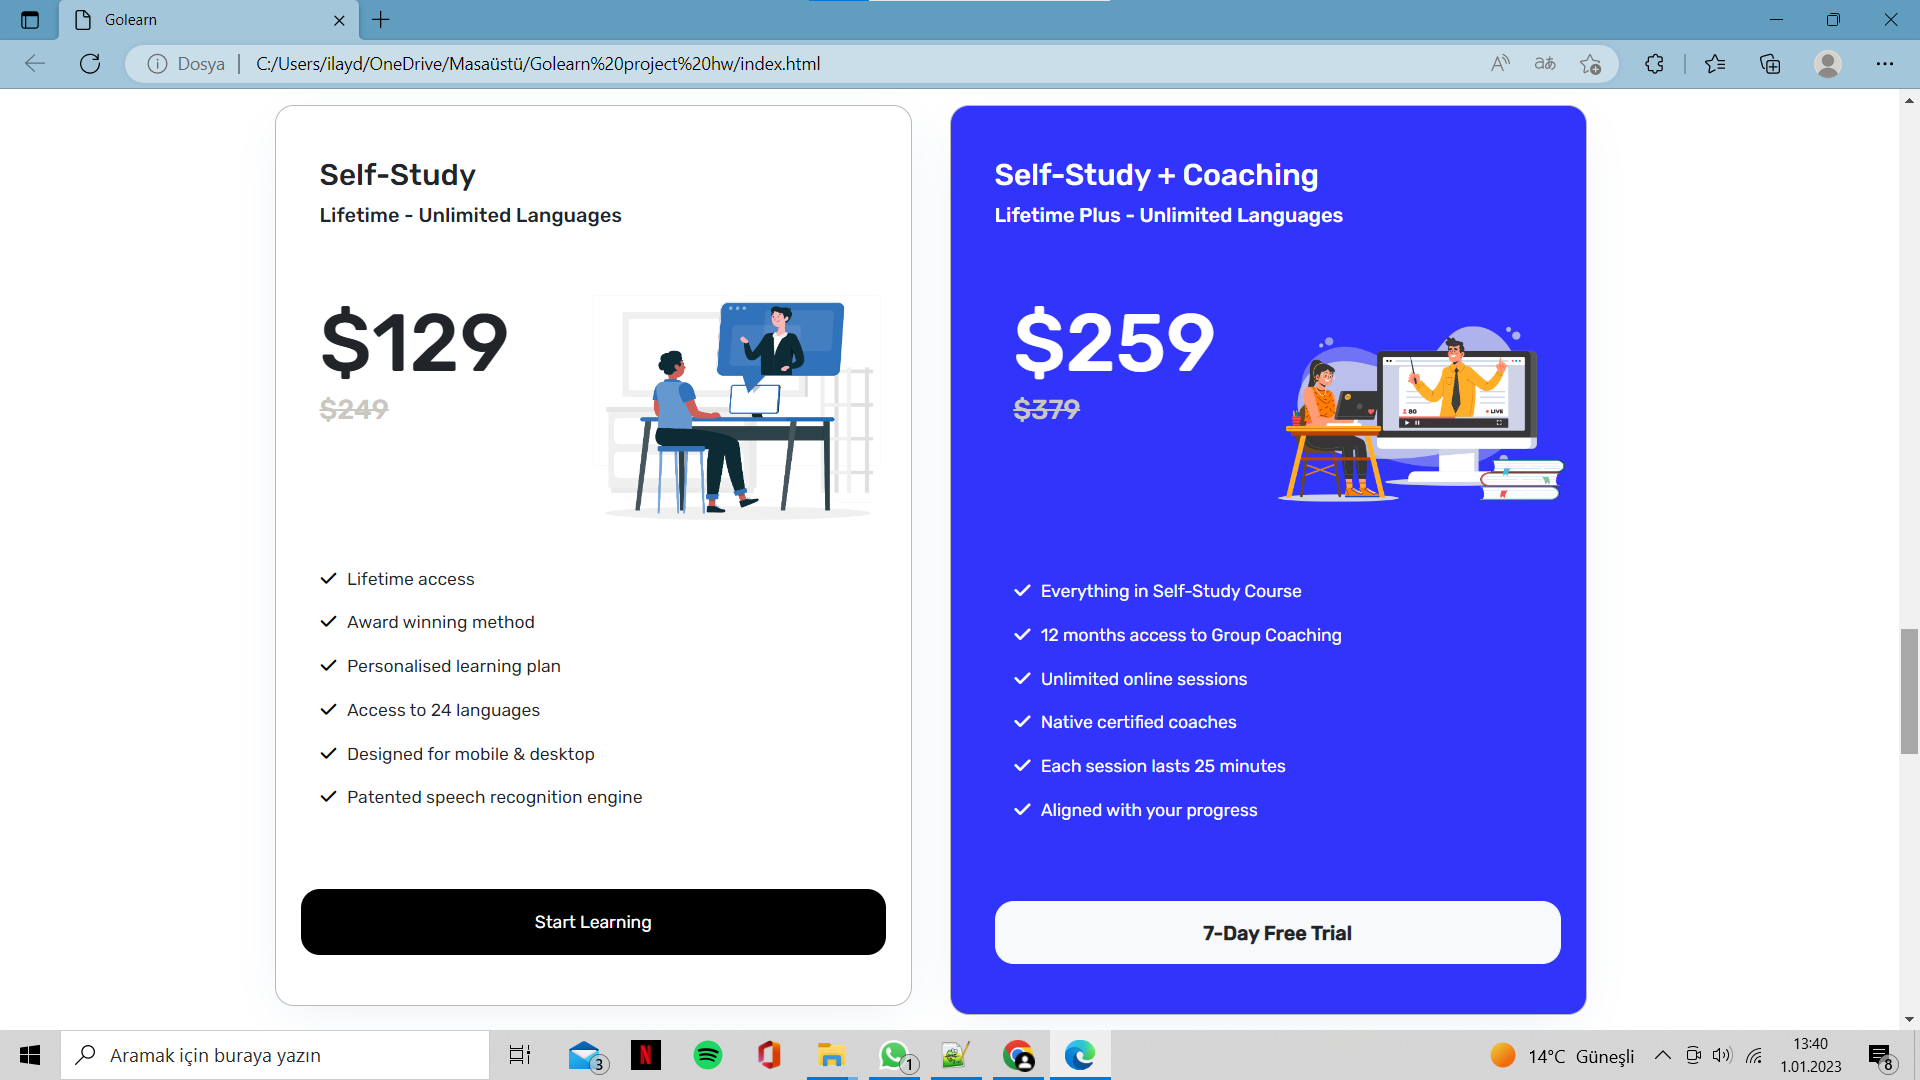 Golearn
Dosya
C:/Users/ilayd/OneDrive/Masaüstü/Golearn%20project%20hw/index.html
Self-Study
Lifetime - Unlimited Languages
$129
$249
Lifetime access
Award winning method
Personalised learning plan
Access to 24 languages
Designed for mobile & desktop
Patented speech recognition engine
Start Learning
Self-Study + Coaching
Lifetime Plus - Unlimited Languages
$259
$379
80
LIVE
Everything in Self-Study Course
12 months access to Group Coaching
Unlimited online sessions
Native certified coaches
Each session lasts 25 minutes
Aligned with your progress
7-Day Free Trial
Aramak için buraya yazın
3
N
1
14°C Güneşli
13:40
1.01.2023
8